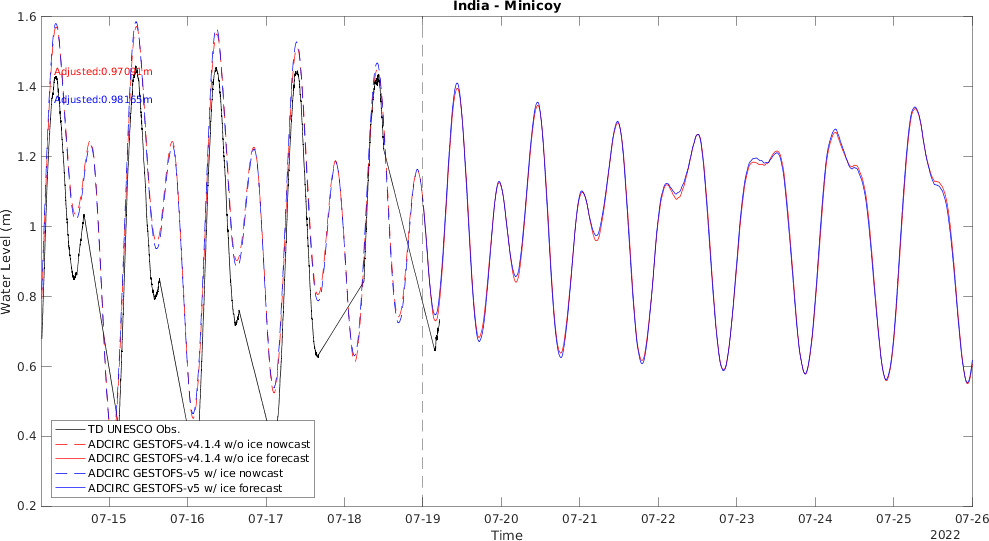 India - Minicoy
1.6
1.4
1.2
1
0.8
0.6
0.4
0.2
Water Level (m)
Adjusted:0.97091m
Adjusted:0.98165m
TD UNESCO Obs.
ADCIRC GESTOFS-v4.1.4 w/o ice nowcast
ADCIRC GESTOFS-v4.1.4 w/o ice forecast
ADCIRC GESTOFS-v5 w/ ice nowcast
ADCIRC GESTOFS-v5 w/ ice forecast
07-15 07-16 07-17 07-18 07-19 07-20 07-21 07-22 07-23 07-24 07-25 07-26
Time
2022